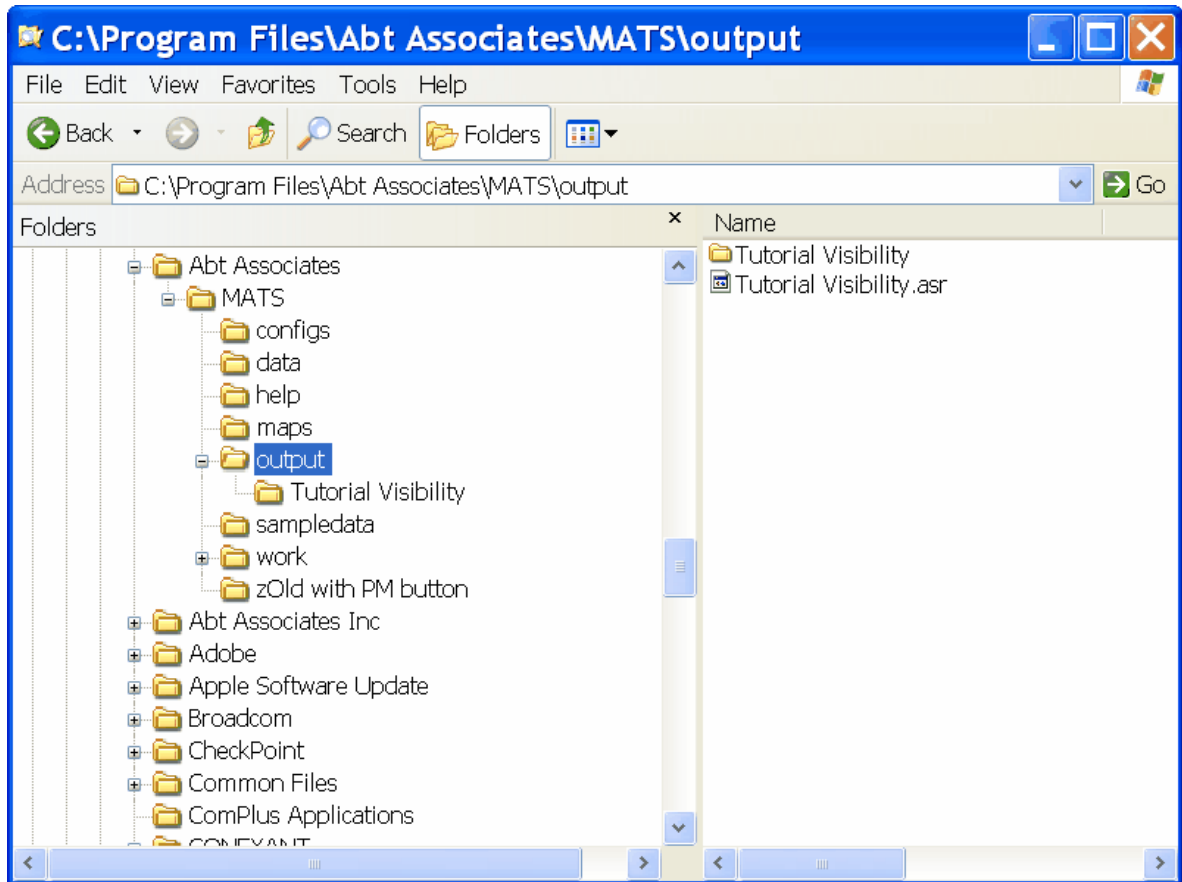 C:\Program Files\Abt Associates\MATS\output
File Edit View Favorites Tools Help
Back Search Folders
Address C:\Program Files\Abt Associates\MATS\output Go
Folders
Abt Associates
MATS
configs
data
help
maps
output
Tutorial Visibility
sampledata
work
zOld with PM button
Abt Associates Inc
Adobe
Apple Software Update
Broadcom
CheckPoint
Common Files
ComPlus Applications
CONEXANT
Name
Tutorial Visibility
Tutorial Visibility.asr